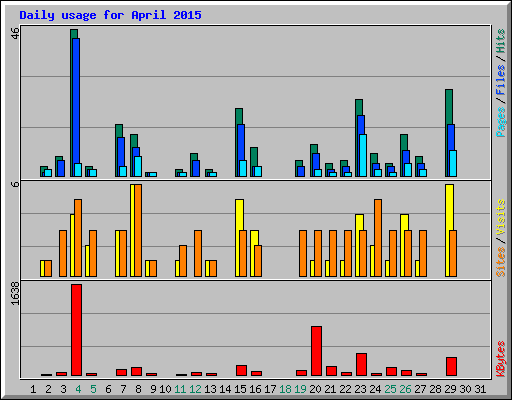 Daily usage for April 2015
46
Pages / Files / Hits
6
Sites / Visits
1638
KBytes
1 2 3 4 5 6 7 8 9 10 11 12 13 14 15 16 17 18 19 20 21 22 23 24 25 26 27 28 29 30 31